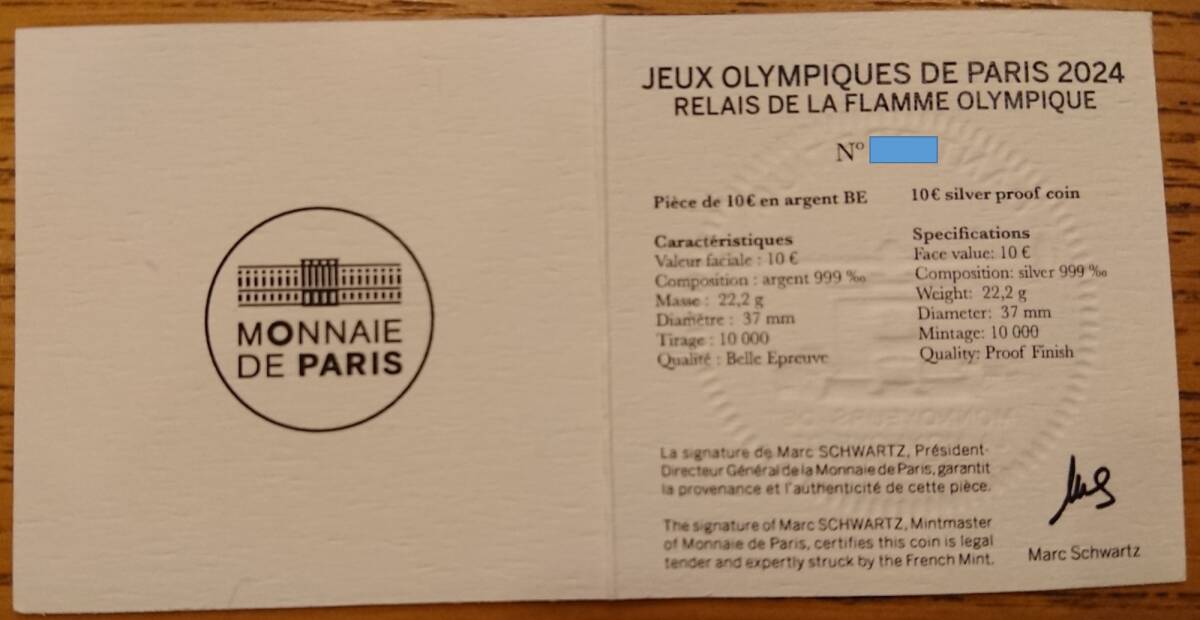 MONNAIE
DE PARIS
JEUX OLYMPIQUES DE PARIS 2024
RELAIS DE LA FLAMME OLYMPIQUE
N°
Pièce de 10€ en argent BE
Caractéristiques
Valeur faciale : 10 €
Composition : argent 999 ‰
Masse : 22,2 g
Diamètre : 37 mm
Tirage : 10 000
Qualité : Belle Epreuve
10€ silver proof coin
Specifications
Face value: 10 €
Composition: silver 999 ‰
Weight: 22,2 g
Diameter: 37 mm
Mintage: 10 000
Quality: Proof Finish
La signature de Marc SCHWARTZ, Président-
Directeur Général de la Monnaie de Paris, garantit
la provenance et l'authenticité de cette pièce.
The signature of Marc SCHWARTZ, Mintmaster
of Monnaie de Paris, certifies this coin is legal
tender and expertly struck by the French Mint.
Marc Schwartz